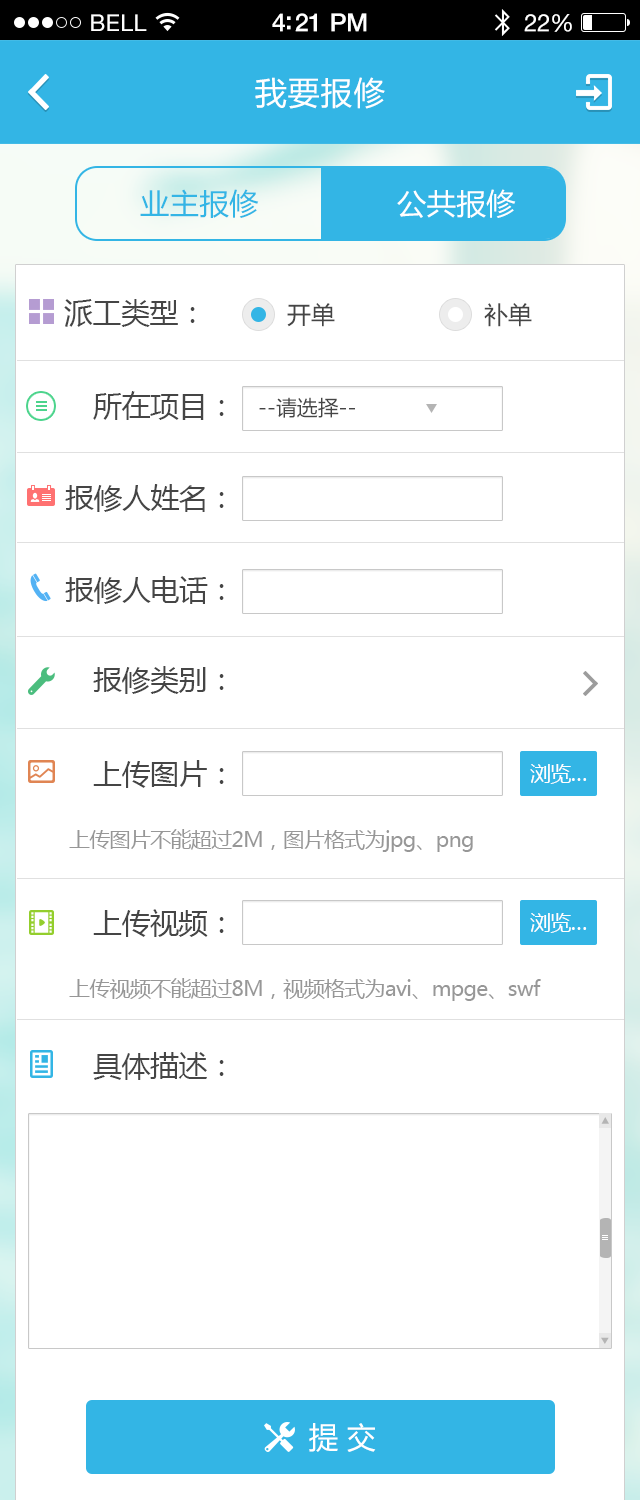 BELL 4:21 PM 22%
我要报修
业主报修 公共报修
派工类型： 开单 补单
所在项目： --请选择--
报修人姓名：
报修人电话：
报修类别：
上传图片： 浏览...
上传图片不能超过2M，图片格式为jpg、png
上传视频： 浏览...
上传视频不能超过8M，视频格式为avi、mpge、swf
具体描述：
提 交